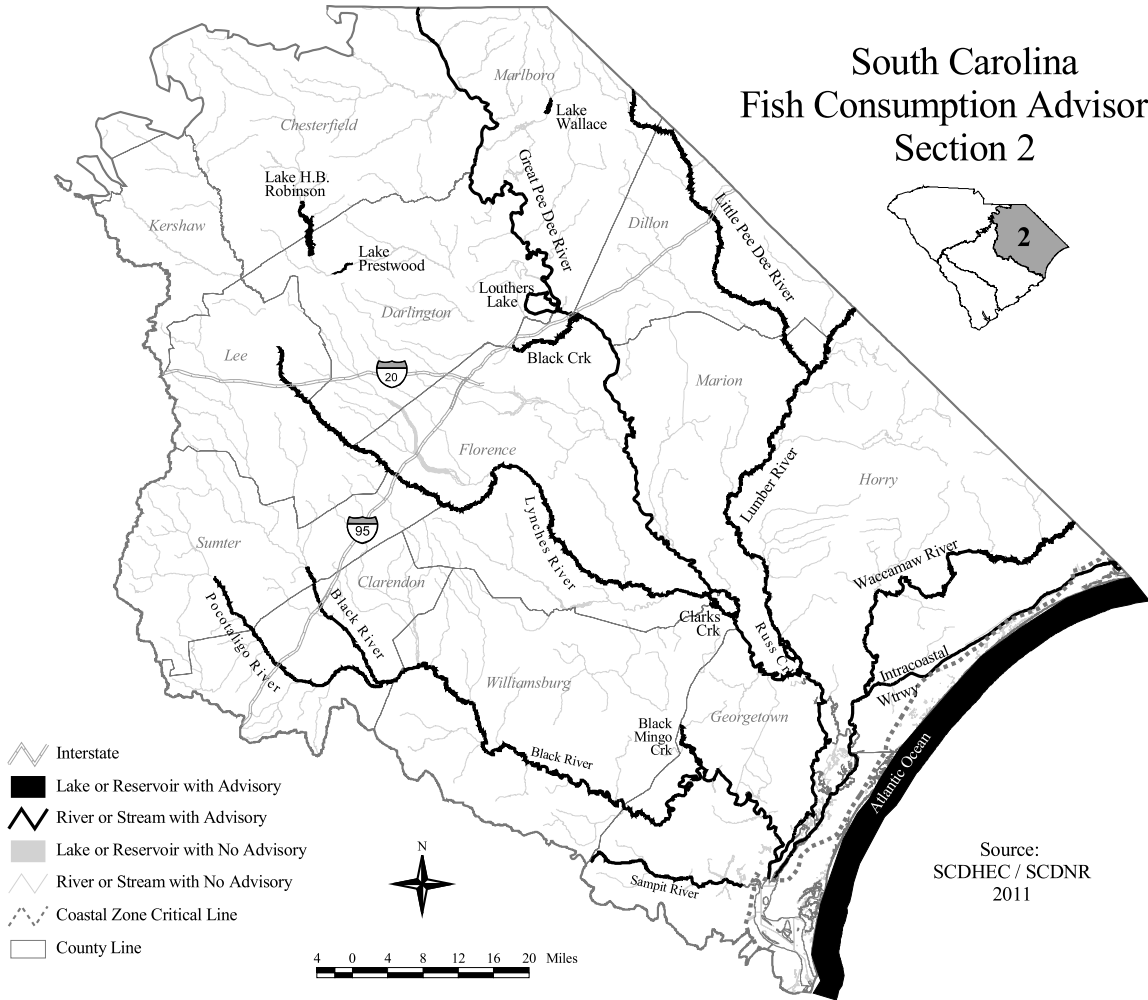 South Carolina
Fish Consumption Advisor
Section 2
2
Marlboro
Lake
Wallace
Chesterfield
Lake H.B.
Robinson
Great Pee Dee River
Little Pee Dee River
Kershaw
Dillon
Lake
Prestwood
Louthers
Lake
Darlington
Lee
20
Black Crk
Marion
Florence
Lumber River
Horry
Lynches River
95
Sumter
Clarendon
Waccamaw River
Pocotaligo River
Black River
Clarks
Crk
Russ Crk
Intracoastal
Wtrwy
Williamsburg
Georgetown
Black
Mingo
Crk
Black River
Atlantic Ocean
Sampit River
Interstate
Lake or Reservoir with Advisory
River or Stream with Advisory
Lake or Reservoir with No Advisory
River or Stream with No Advisory
Coastal Zone Critical Line
County Line
N
4 0 4 8 12 16 20 Miles
Source:
SCDHEC / SCDNR
2011